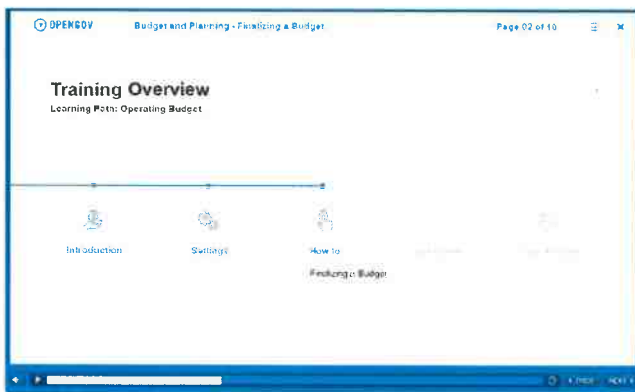 OPENGOV
Budget and Planning - Finalizing a Budget
Page 02 of 10
Training Overview
Learning Path: Operating Budget
Introduction
Settings
How to
Finalizing a Budget